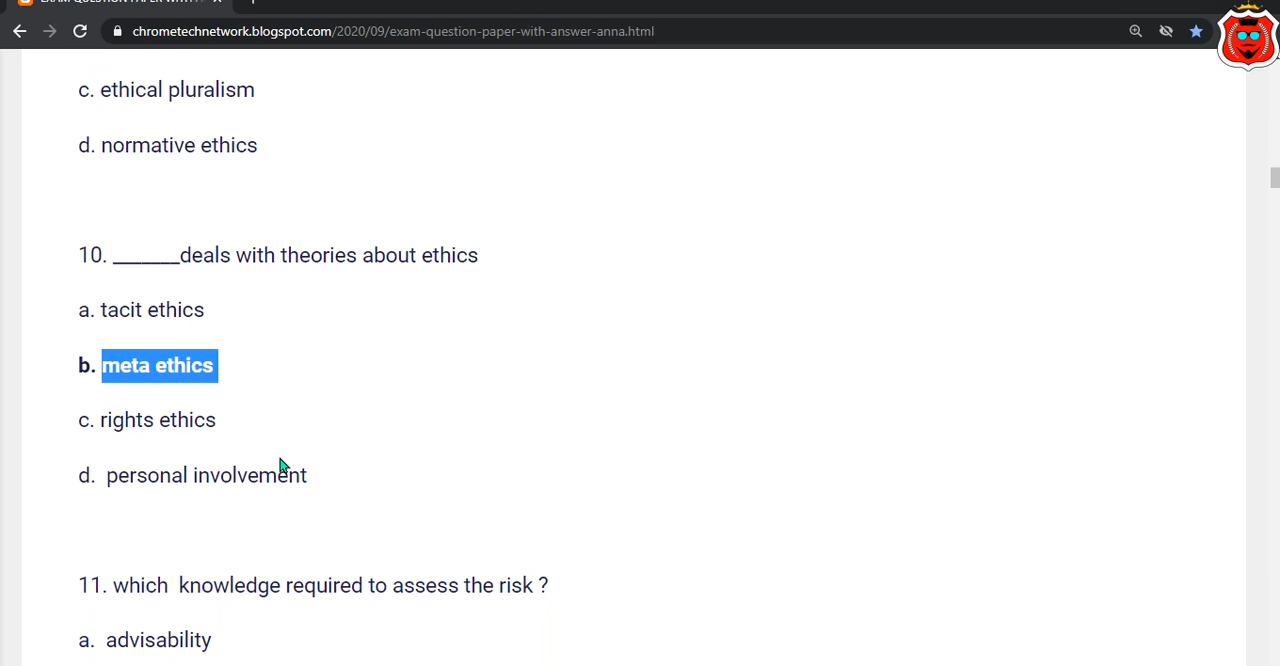 chrometechnetwork.blogspot.com/2020/09/exam-question-paper-with-answer-anna.html
c. ethical pluralism
d. normative ethics
10. _______deals with theories about ethics
a. tacit ethics
b. meta ethics
c. rights ethics
d.  personal involvement
11. which  knowledge required to assess the risk ?
a.  advisability